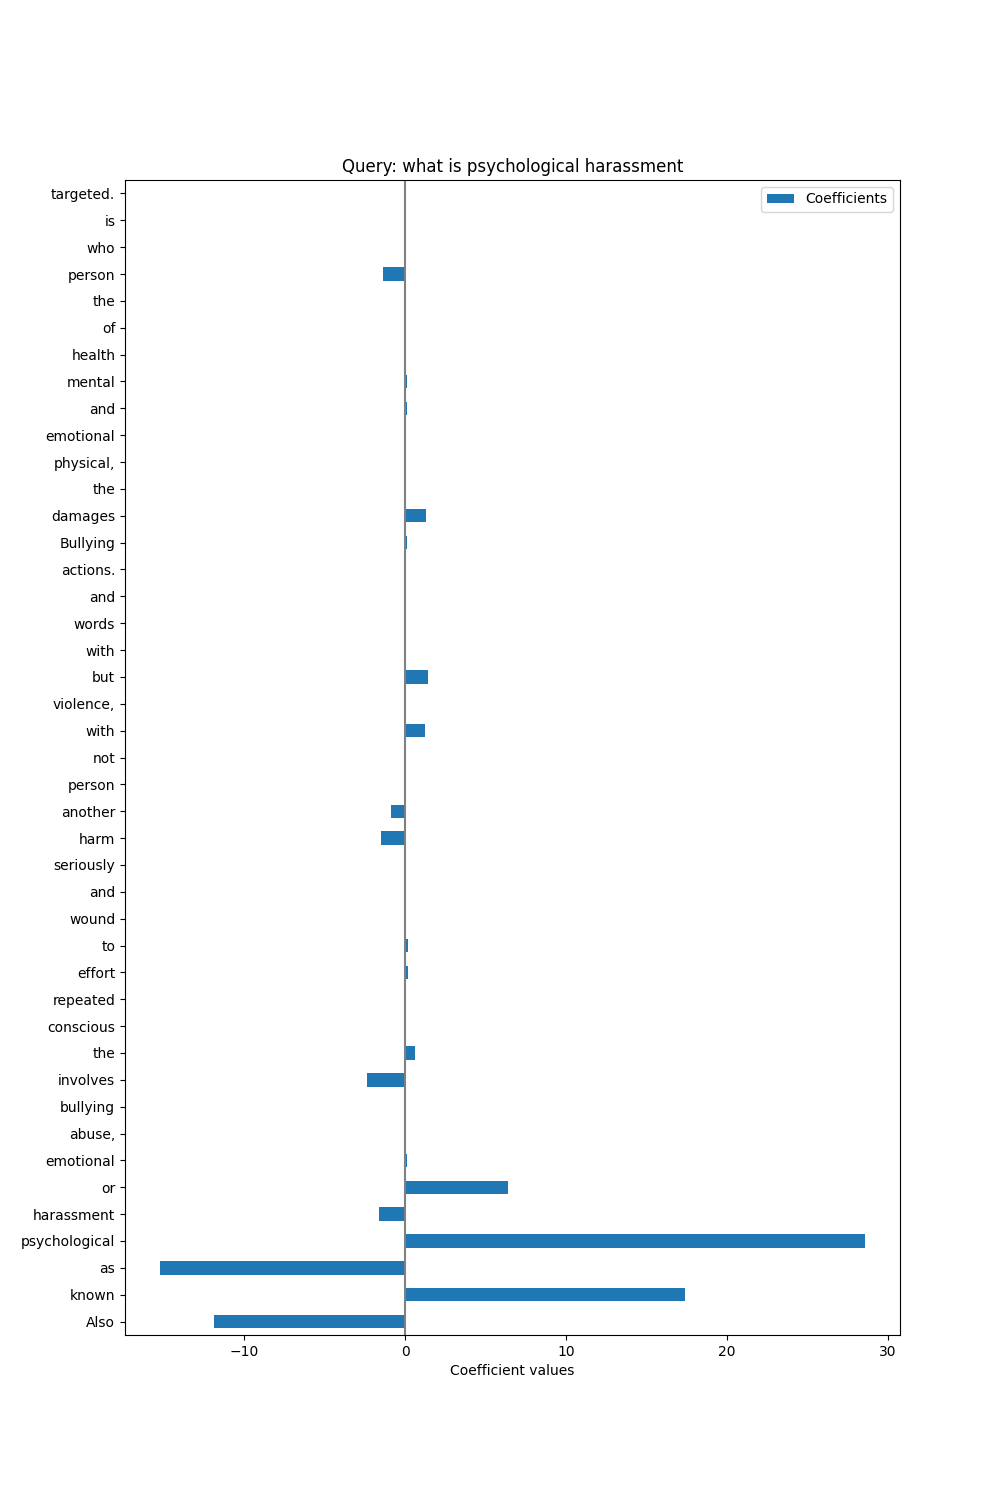 Query: what is psychological harassment
Coefficients
targeted.
is
who
person
the
of
health
mental
and
emotional
physical,
the
damages
Bullying
actions.
and
words
with
but
violence,
with
not
person
another
harm
seriously
and
wound
to
effort
repeated
conscious
the
involves
bullying
abuse,
emotional
or
harassment
psychological
as
known
Also
−10 0 10 20 30
Coefficient values